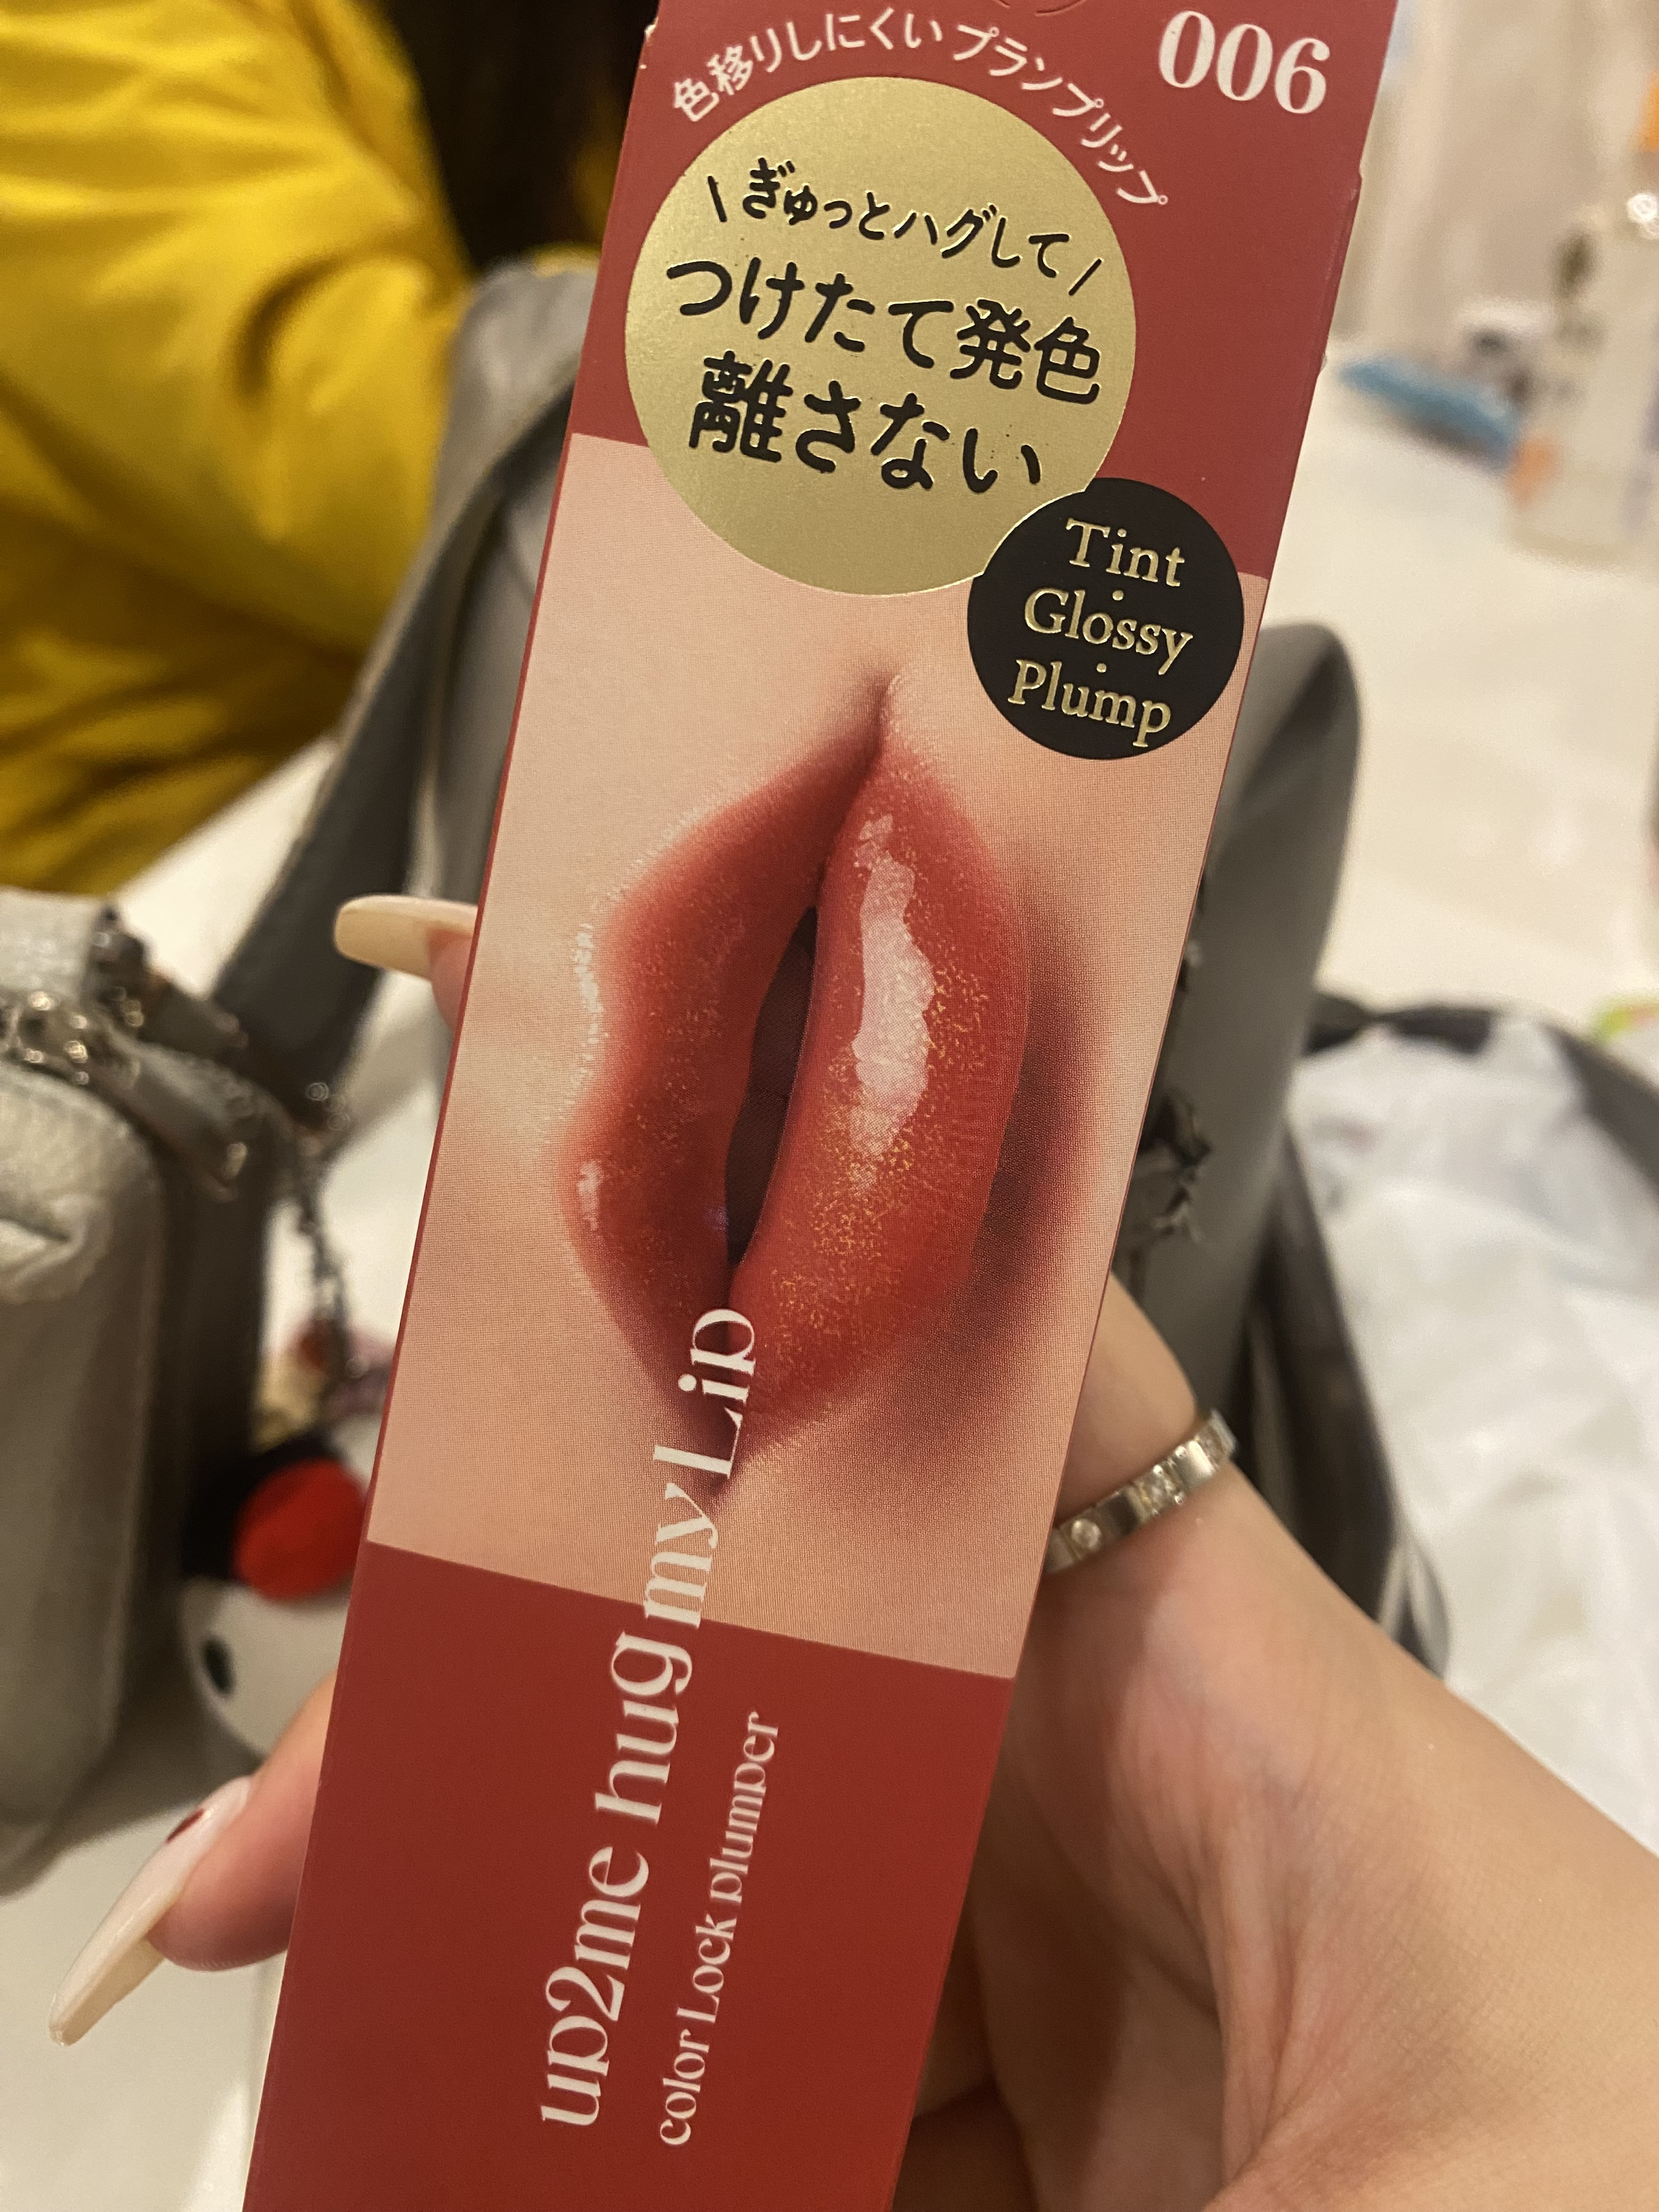 006
色移りしにくいプランプリップ
\ぎゅっとハグして/
つけたて発色
離さない
Tint
・
Glossy
・
Plump
up2me hug my Lip
color Lock plumper